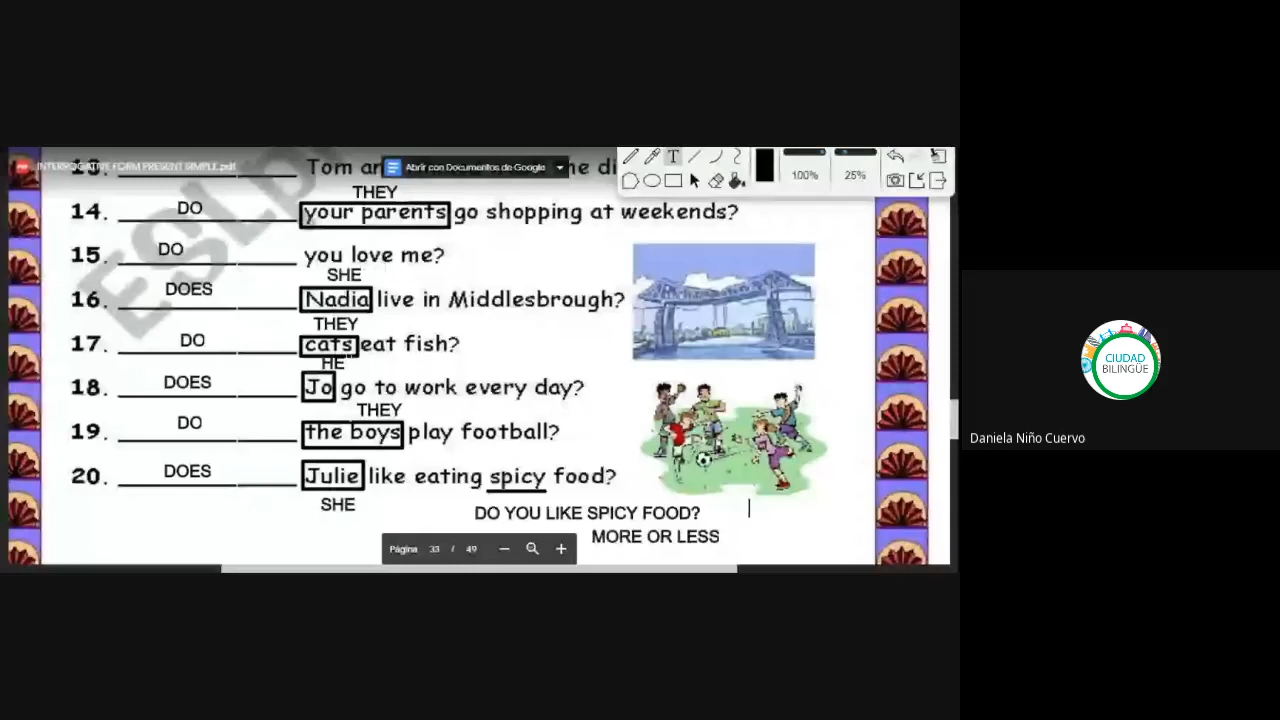 INTERROGATIVE FORM PRESENT SIMPLE.pdf
Abrir con Documentos de Google
100%
25%
13. Tom an he di
THEY
14. DO your parents go shopping at weekends?
15. DO you love me?
SHE
16. DOES Nadia live in Middlesbrough?
THEY
17. DO cats eat fish?
HE
18. DOES Jo go to work every day?
THEY
19. DO the boys play football?
20. DOES Julie like eating spicy food?
SHE
DO YOU LIKE SPICY FOOD?
MORE OR LESS
Página 33 / 49
CIUDAD
BILINGÜE
Daniela Niño Cuervo